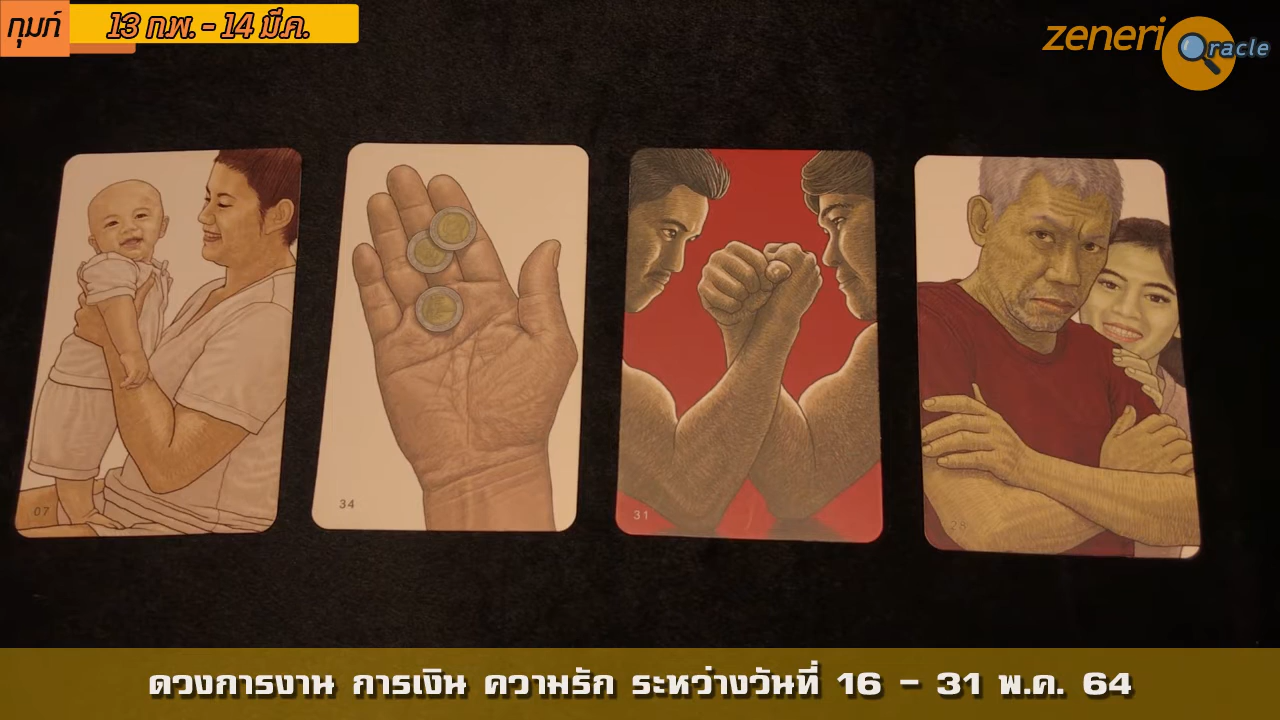 กุมภ์
13 ก.พ. - 14 มี.ค.
zeneri Oracle
07
34
31
28
ดวงการงาน การเงิน ความรัก ระหว่างวันที่ 16 - 31 พ.ค. 64